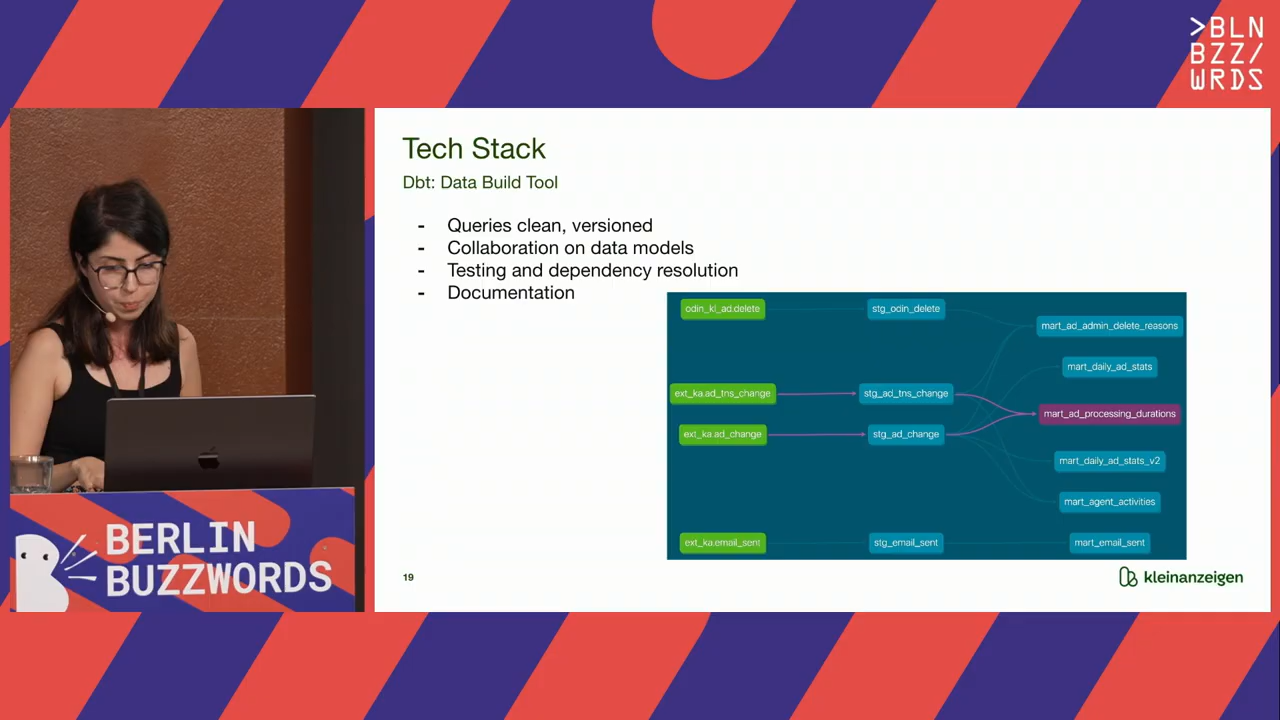 >BLN
BZZ/
WRDS
Tech Stack
Dbt: Data Build Tool
- Queries clean, versioned
- Collaboration on data models
- Testing and dependency resolution
- Documentation
odin_kl_ad.delete
stg_odin_delete
mart_ad_admin_delete_reasons
mart_daily_ad_stats
ext_ka.ad_tns_change
stg_ad_tns_change
mart_ad_processing_durations
ext_ka.ad_change
stg_ad_change
mart_daily_ad_stats_v2
mart_agent_activities
ext_ka.email_sent
stg_email_sent
mart_email_sent
19
kleinanzeigen
BERLIN
BUZZWORDS